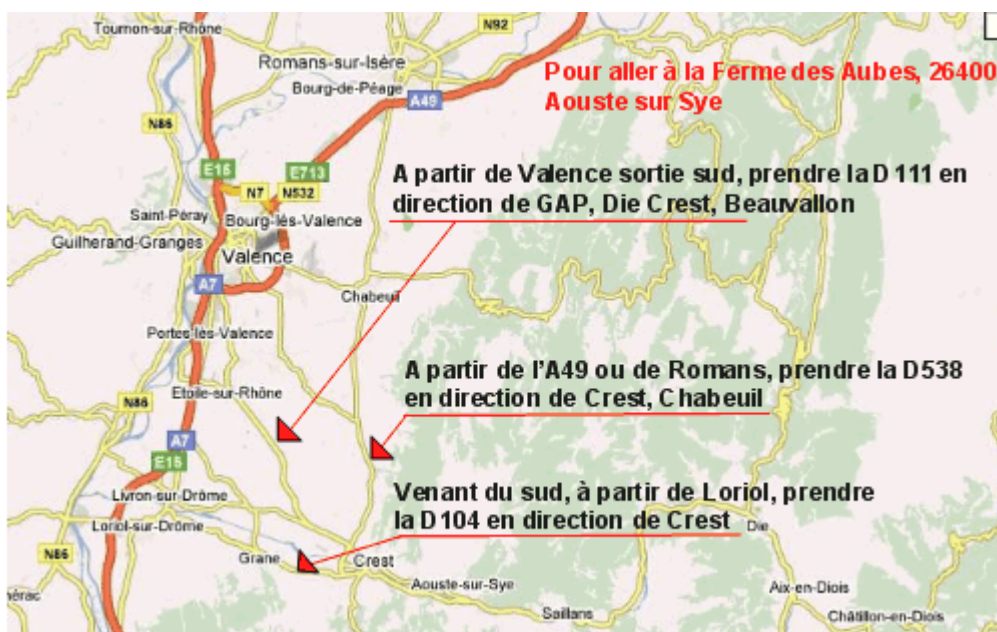 Tournon-sur-Rhône
N92
Romans-sur-Isère
Bourg-de-Péage
A49
Pour aller à la Ferme des Aubes, 26400
Aouste sur Sye
N86
E15
E713
N7
N532
A partir de Valence sortie sud, prendre la D 111 en
direction de GAP, Die Crest, Beauvallon
Saint-Péray
Bourg-lès-Valence
Guilherand-Granges
Valence
A7
Chabeuil
Portes-lès-Valence
A partir de l'A49 ou de Romans, prendre la D538
en direction de Crest, Chabeuil
Etoile-sur-Rhône
N86
A7
E15
Venant du sud, à partir de Loriol, prendre
la D104 en direction de Crest
Livron-sur-Drôme
Loriol-sur-Drôme
Die
N86
Grane
Crest
Aouste-sur-Sye
Aix-en-Diois
nérac
Saillans
Châtillon-en-Diois